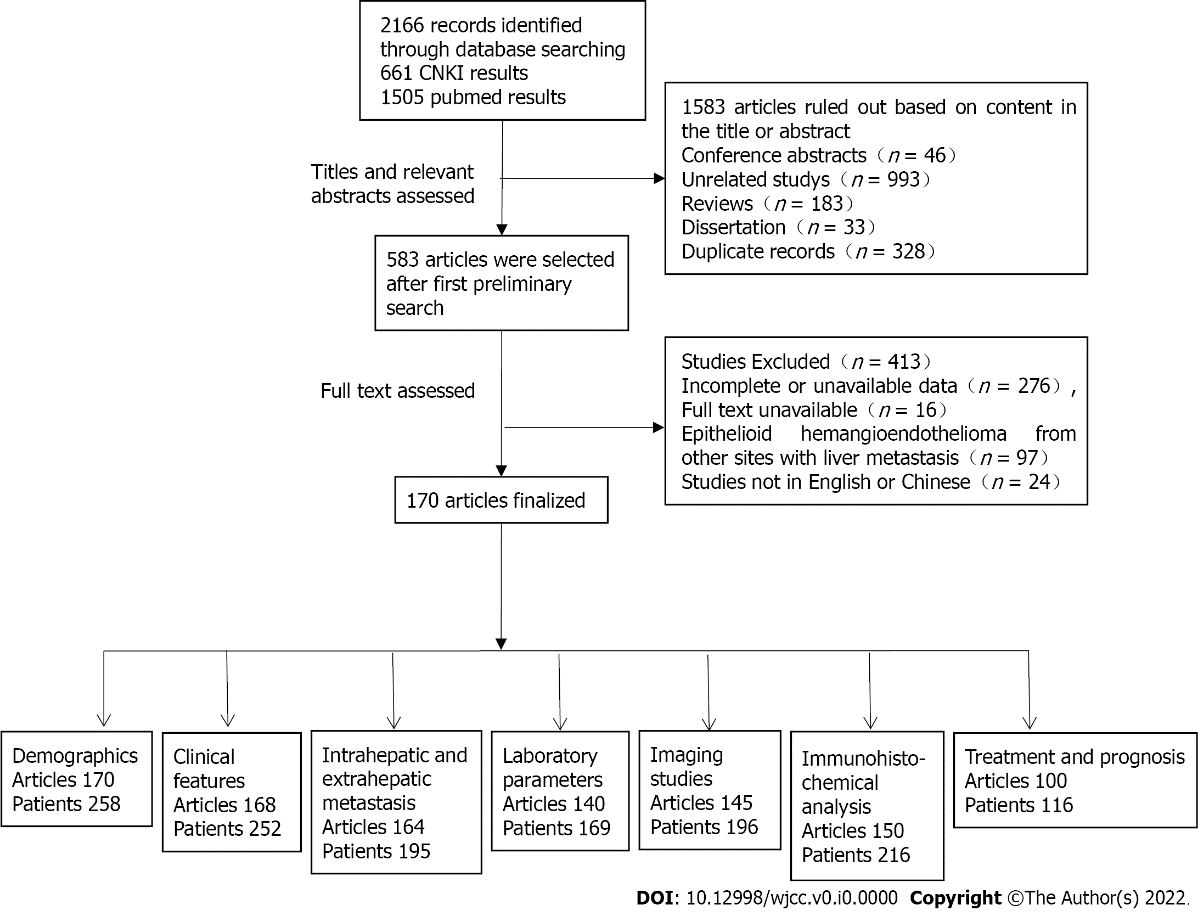 2166 records identified
through database searching
661 CNKI results
1505 pubmed results
Titles and relevant
abstracts assessed
1583 articles ruled out based on content in
the title or abstract
Conference abstracts（n = 46）
Unrelated studys（n = 993）
Reviews（n = 183）
Dissertation（n = 33）
Duplicate records（n = 328）
583 articles were selected
after first preliminary
search
Full text assessed
Studies Excluded（n = 413）
Incomplete or unavailable data（n = 276）,
Full text unavailable（n = 16）
Epithelioid hemangioendothelioma from
other sites with liver metastasis（n = 97）
Studies not in English or Chinese（n = 24）
170 articles finalized
Demographics
Articles 170
Patients 258
Clinical
features
Articles 168
Patients 252
Intrahepatic and
extrahepatic
metastasis
Articles 164
Patients 195
Laboratory
parameters
Articles 140
Patients 169
Imaging
studies
Articles 145
Patients 196
Immunohisto-
chemical
analysis
Articles 150
Patients 216
Treatment and prognosis
Articles 100
Patients 116
DOI: 10.12998/wjcc.v0.i0.0000 Copyright ©The Author(s) 2022.